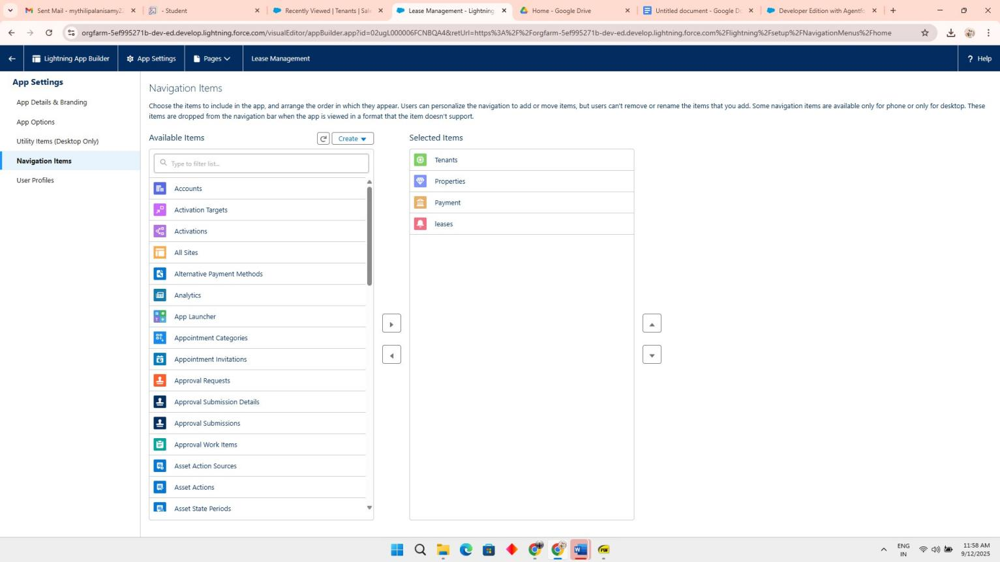 Sent Mail - mythilipalanisamy22
- Student
Recently Viewed | Tenants | Sale
Lease Management - Lightning
Home - Google Drive
Untitled document - Google Do
Developer Edition with Agentfo
orgfarm-5ef995271b-dev-ed.develop.lightning.force.com/visualEditor/appBuilder.app?id=02ugL000006FCNBQA4&retUrl=https%3A%2F%2Forgfarm-5ef995271b-dev-ed.develop.lightning.force.com%2Flightning%2Fsetup%2FNavigationMenus%2Fhome
Lightning App Builder
App Settings
Pages
Lease Management
? Help
App Settings
App Details & Branding
App Options
Utility Items (Desktop Only)
Navigation Items
User Profiles
Navigation Items
Choose the items to include in the app, and arrange the order in which they appear. Users can personalize the navigation to add or move items, but users can't remove or rename the items that you add. Some navigation items are available only for phone or only for desktop. These
items are dropped from the navigation bar when the app is viewed in a format that the item doesn't support.
Available Items
Create
Type to filter list...
Accounts
Activation Targets
Activations
All Sites
Alternative Payment Methods
Analytics
App Launcher
Appointment Categories
Appointment Invitations
Approval Requests
Approval Submission Details
Approval Submissions
Approval Work Items
Asset Action Sources
Asset Actions
Asset State Periods
Selected Items
Tenants
Properties
Payment
leases
ENG
IN
11:58 AM
9/12/2025